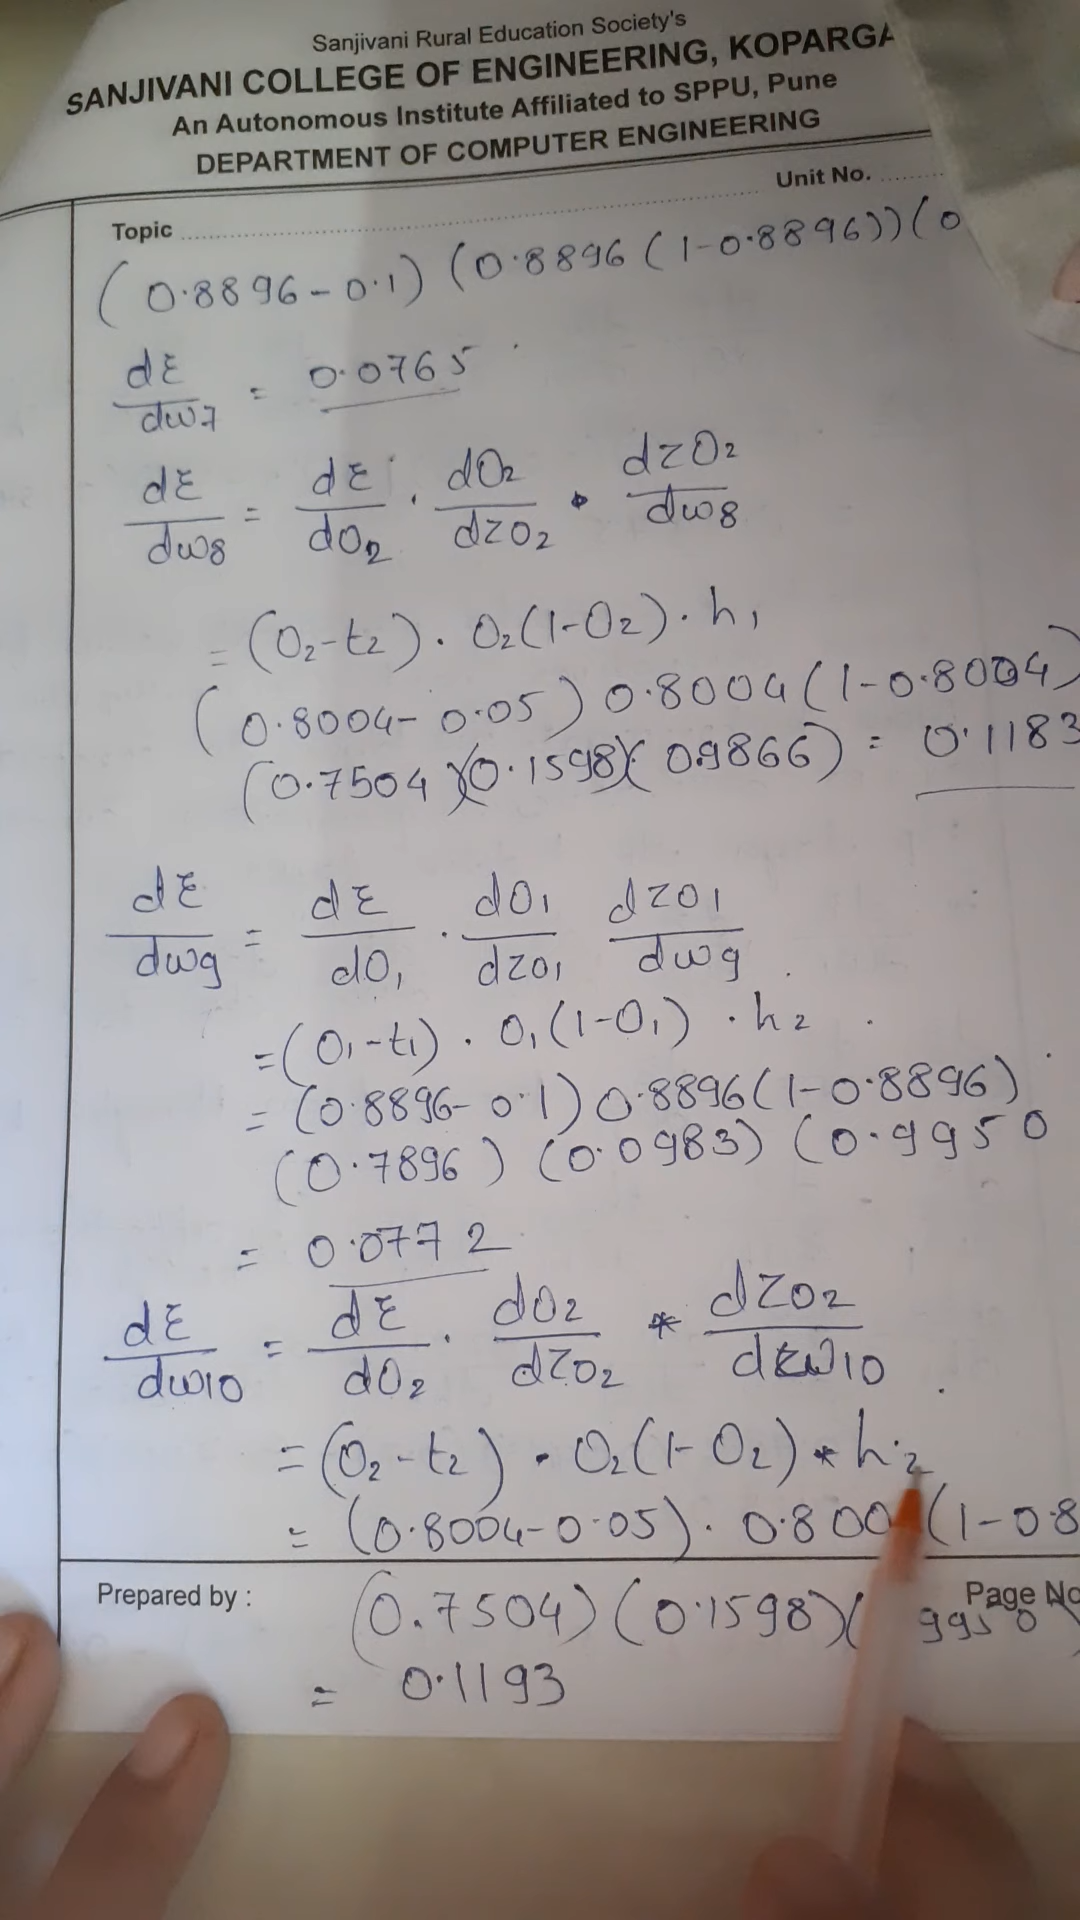 Sanjivani Rural Education Society's
SANJIVANI COLLEGE OF ENGINEERING, KOPARGA
An Autonomous Institute Affiliated to SPPU, Pune
DEPARTMENT OF COMPUTER ENGINEERING
Unit No. ........
Topic
(0.8896-0.1) (0.8896(1-0.8896))(0
dE/dw7 = 0.0765
dE/dw8 = dE/dO2 . dO2/dzO2 • dzO2/dw8
= (O2-t2) . O2(1-O2) . h1
(0.8004-0.05) 0.8004(1-0.8004)
(0.7504)(0.1598)(0.9866) = 0.1183
dE/dw9 = dE/dO1 . dO1/dzO1 dzO1/dw9
= (O1-t1) . O1(1-O1) . h2
= (0.8896-0.1) 0.8896(1-0.8896)
(0.7896) (0.0983) (0.9950
= 0.0772
dE/dw10 = dE/dO2 . dO2/dzO2 * dzO2/dw10
= (O2-t2) . O2(1-O2) * h2
= (0.8004-0.05) . 0.800 (1-0.8
Prepared by :
Page No
(0.7504)(0.1598)( 9950)
= 0.1193